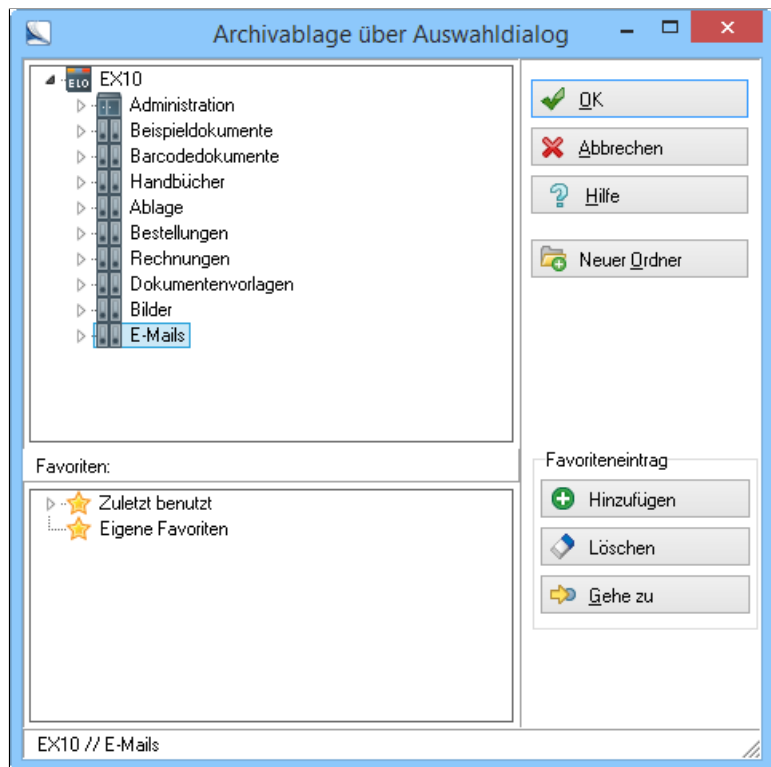 Archivablage über Auswahldialog
ELO EX10
Administration
Beispieldokumente
Barcodedokumente
Handbücher
Ablage
Bestellungen
Rechnungen
Dokumentenvorlagen
Bilder
E-Mails
OK
Abbrechen
Hilfe
Neuer Ordner
Favoriten:
Zuletzt benutzt
Eigene Favoriten
Favoriteneintrag
Hinzufügen
Löschen
Gehe zu
EX10 // E-Mails